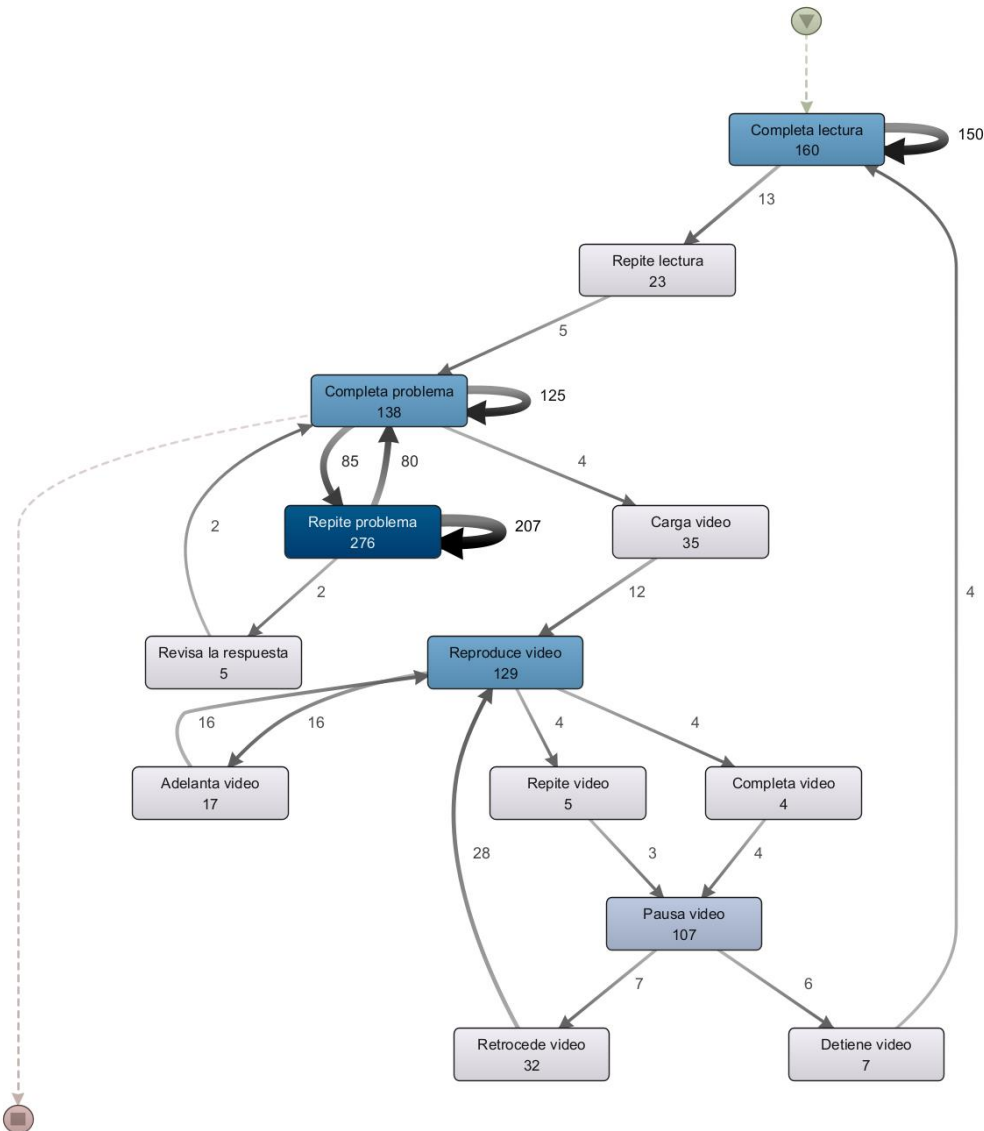 Completa lectura
160
150
13
Repite lectura
23
5
Completa problema
138
125
85
80
4
Repite problema
276
207
Carga video
35
2
2
12
4
Revisa la respuesta
5
Reproduce video
129
16
16
4
4
Adelanta video
17
Repite video
5
Completa video
4
28
3
4
Pausa video
107
7
6
Retrocede video
32
Detiene video
7